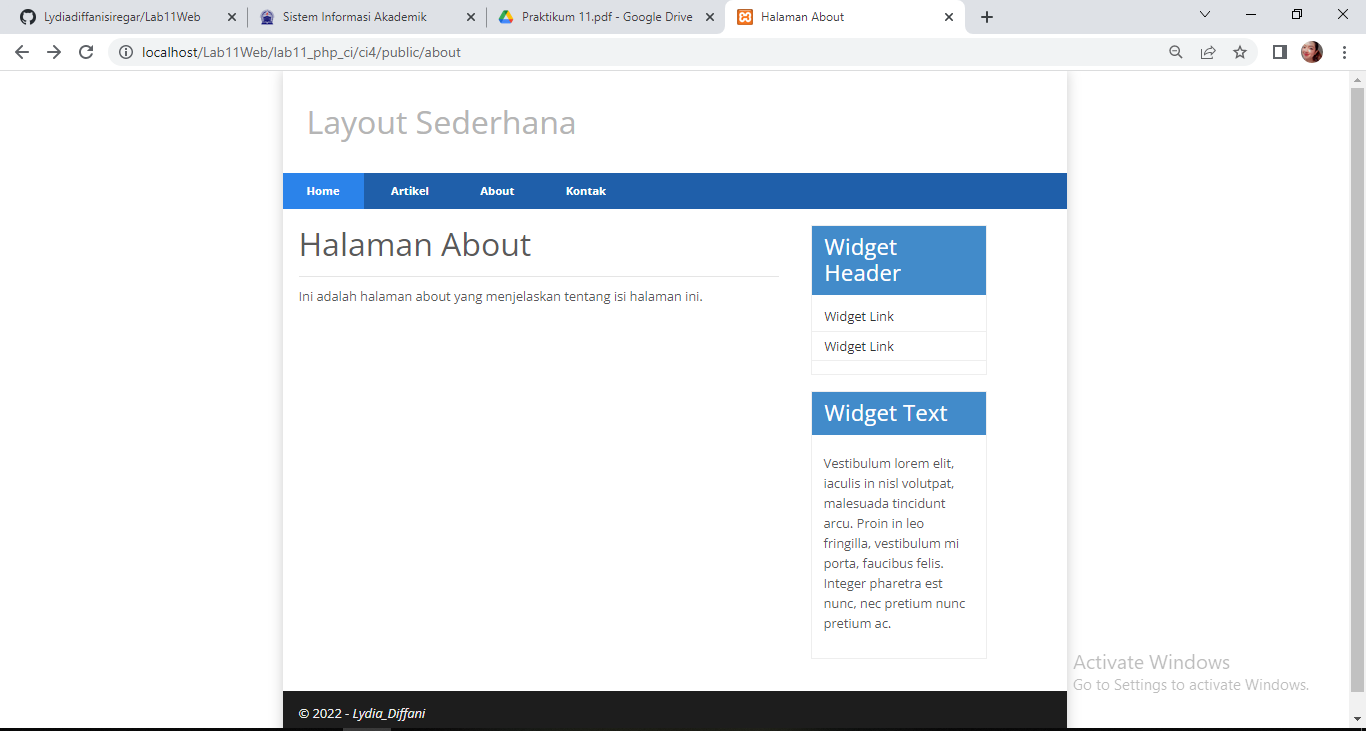 Lydiadiffanisiregar/Lab11Web
Sistem Informasi Akademik
Praktikum 11.pdf - Google Drive
Halaman About
localhost/Lab11Web/lab11_php_ci/ci4/public/about
Layout Sederhana
Home
Artikel
About
Kontak
Halaman About
Ini adalah halaman about yang menjelaskan tentang isi halaman ini.
Widget
Header
Widget Link
Widget Link
Widget Text
Vestibulum lorem elit,
iaculis in nisl volutpat,
malesuada tincidunt
arcu. Proin in leo
fringilla, vestibulum mi
porta, faucibus felis.
Integer pharetra est
nunc, nec pretium nunc
pretium ac.
Activate Windows
Go to Settings to activate Windows.
© 2022 - Lydia_Diffani